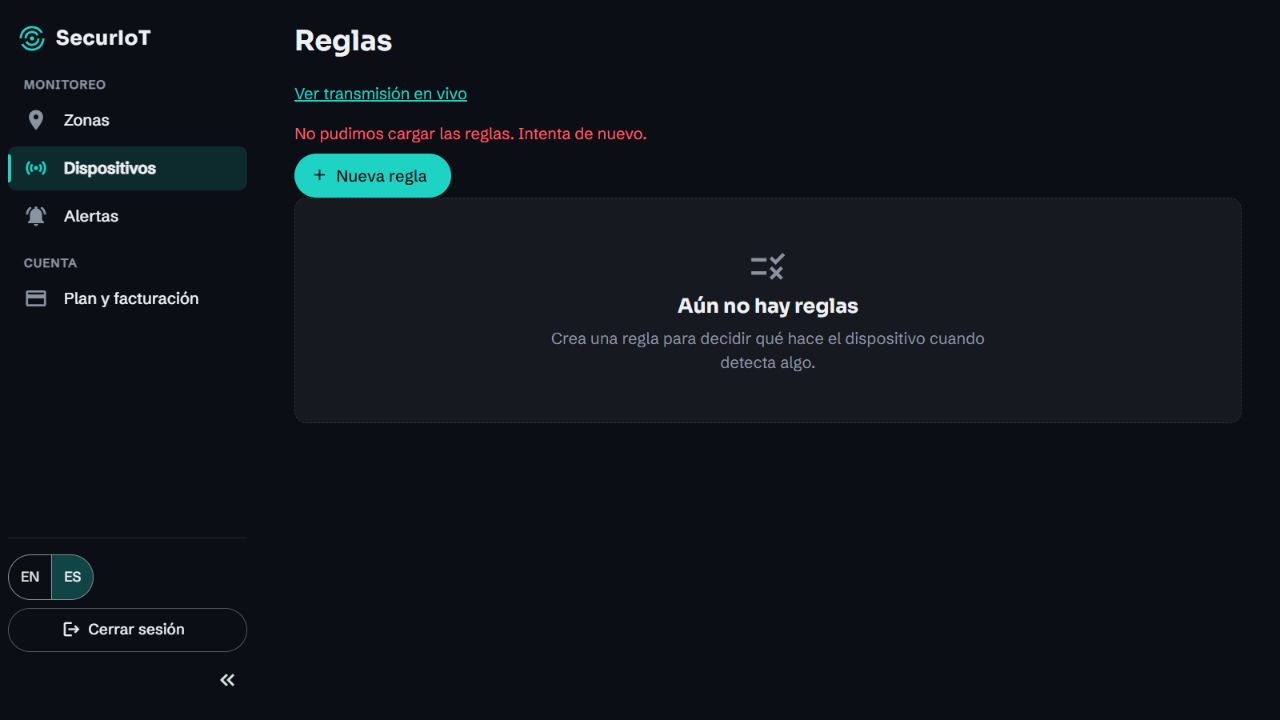 SecurIoT
MONITOREO
Zonas
Dispositivos
Alertas
CUENTA
Plan y facturación
EN ES
Cerrar sesión
Reglas
Ver transmisión en vivo
No pudimos cargar las reglas. Intenta de nuevo.
+ Nueva regla
Aún no hay reglas
Crea una regla para decidir qué hace el dispositivo cuando
detecta algo.